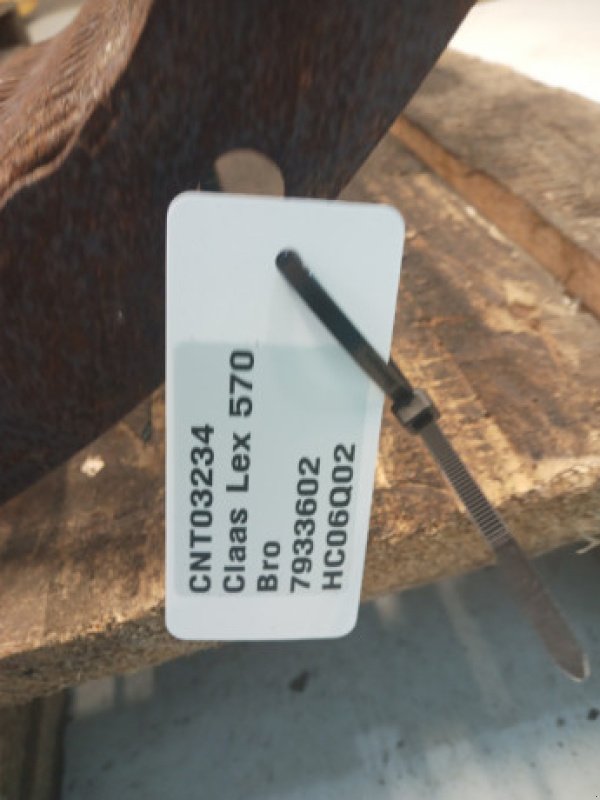 CNT03234
Claas Lex 570
Bro
7933602
HC06Q02